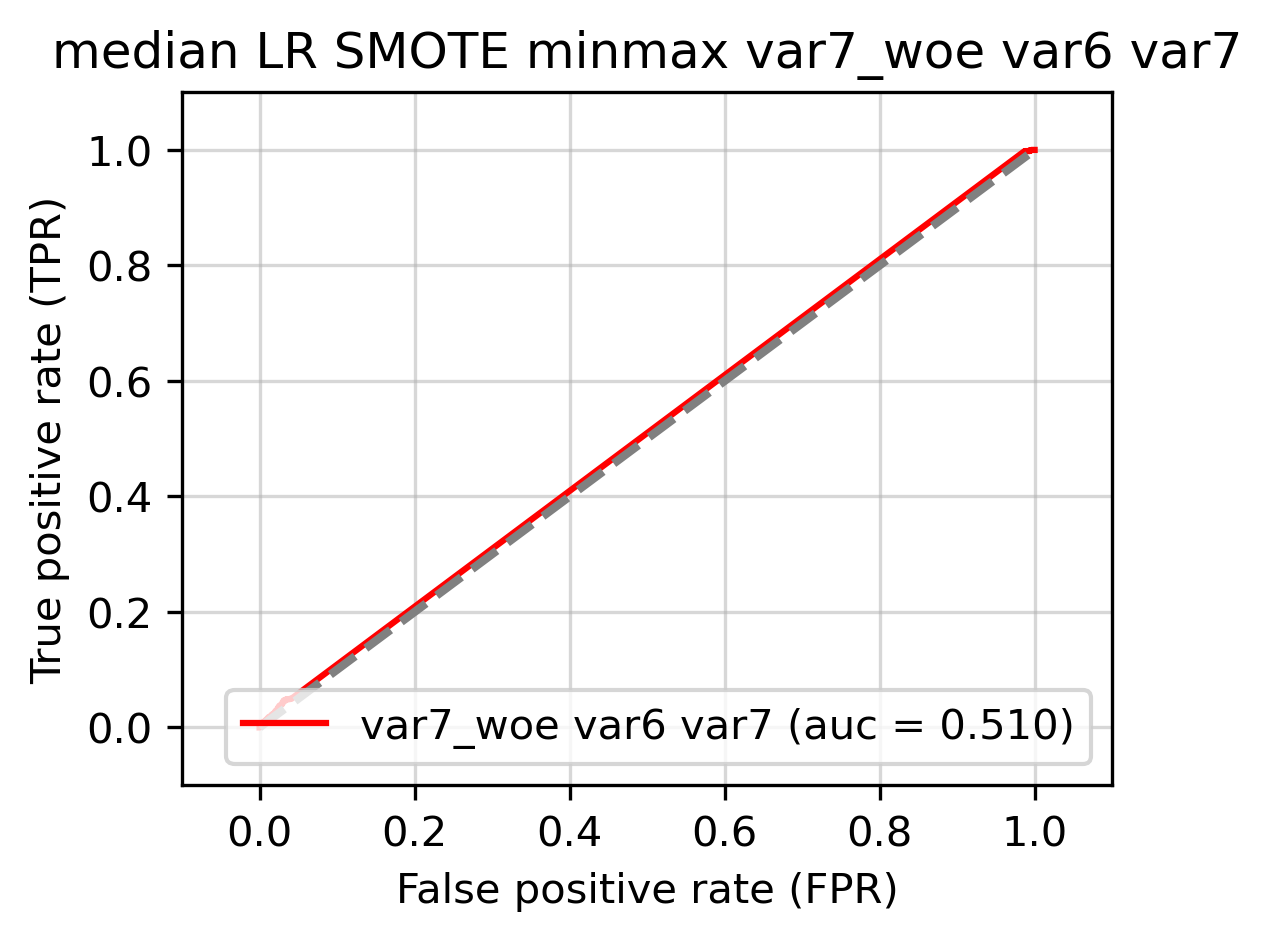 median LR SMOTE minmax var7_woe var6 var7
1.0
0.8
0.6
0.4
0.2
0.0
True positive rate (TPR)
var7_woe var6 var7 (auc = 0.510)
0.0 0.2 0.4 0.6 0.8 1.0
False positive rate (FPR)